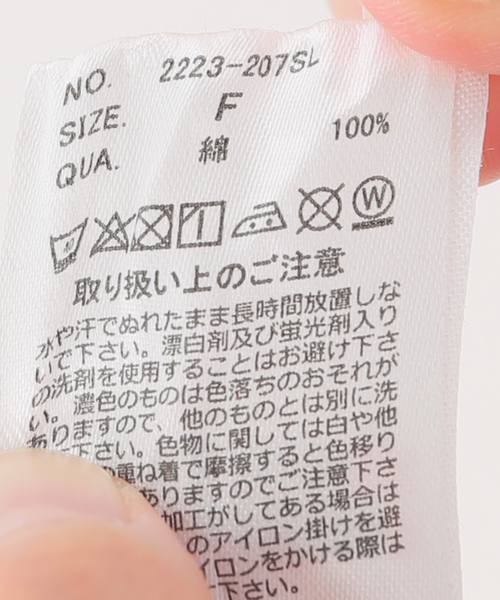 NO. 2223-207SL
SIZE. F
QUA. 綿 100%
W
取り扱い上のご注意
水や汗でぬれたまま長時間放置しな
いで下さい。漂白剤及び蛍光剤入り
の洗剤を使用することはお避け下さ
い。濃色のものは色落ちのおそれが
ありますので、他のものとは別に洗
下さい。色物に関しては白や他
の重ね着で摩擦すると色移り
ありますのでご注意下さ
加工がしてある場合は
のアイロン掛けを避
イロンをかける際は
下さい。